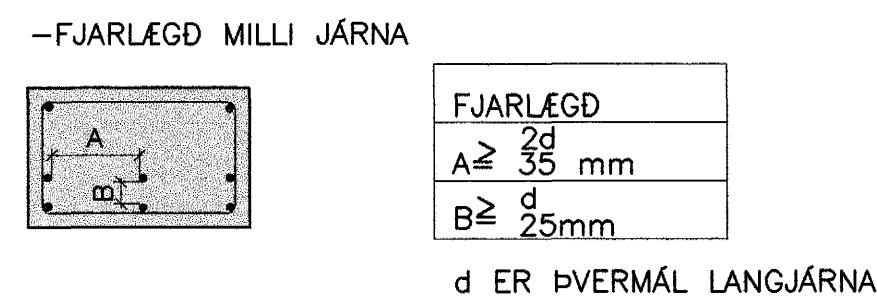 -FJARLÆGÐ MILLI JÁRNA
A
B
FJARLÆGÐ
A≧ 2d
35 mm
B≧ d
25mm
d ER ÞVERMÁL LANGJÁRNA